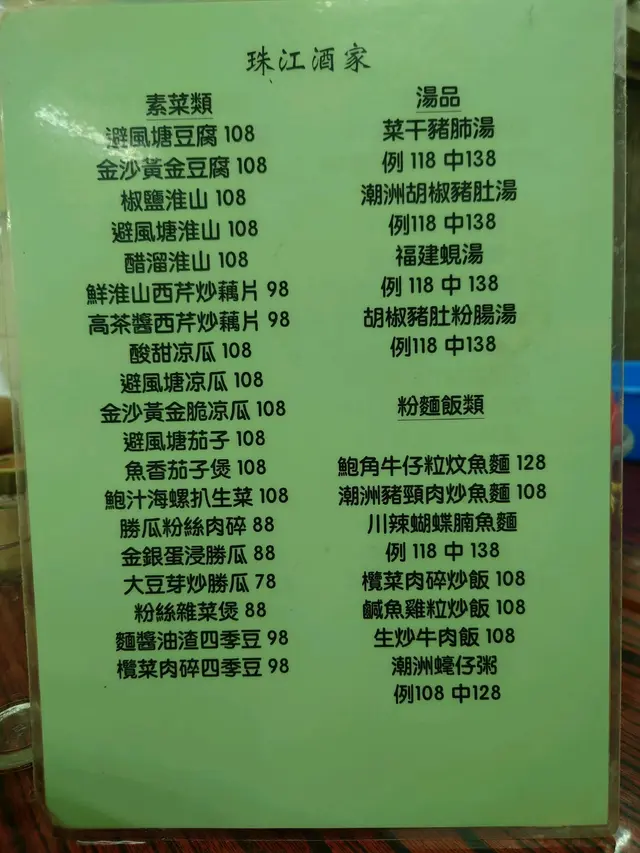 珠江酒家
素菜類
避風塘豆腐 108
金沙黃金豆腐 108
椒鹽淮山 108
避風塘淮山 108
醋溜淮山 108
鮮淮山西芹炒藕片 98
高茶醬西芹炒藕片 98
酸甜凉瓜 108
避風塘凉瓜 108
金沙黃金脆凉瓜 108
避風塘茄子 108
魚香茄子煲 108
鮑汁海螺扒生菜 108
勝瓜粉絲肉碎 88
金銀蛋浸勝瓜 88
大豆芽炒勝瓜 78
粉絲雜菜煲 88
麵醬油渣四季豆 98
欖菜肉碎四季豆 98
湯品
菜干豬肺湯
例 118 中138
潮洲胡椒豬肚湯
例118 中138
福建蜆湯
例 118 中 138
胡椒豬肚粉腸湯
例118 中138
粉麵飯類
鮑角牛仔粒炆魚麵 128
潮洲豬頸肉炒魚麵 108
川辣蝴蝶腩魚麵
例 118 中 138
欖菜肉碎炒飯 108
鹹魚雞粒炒飯 108
生炒牛肉飯 108
潮洲蠔仔粥
例108 中128